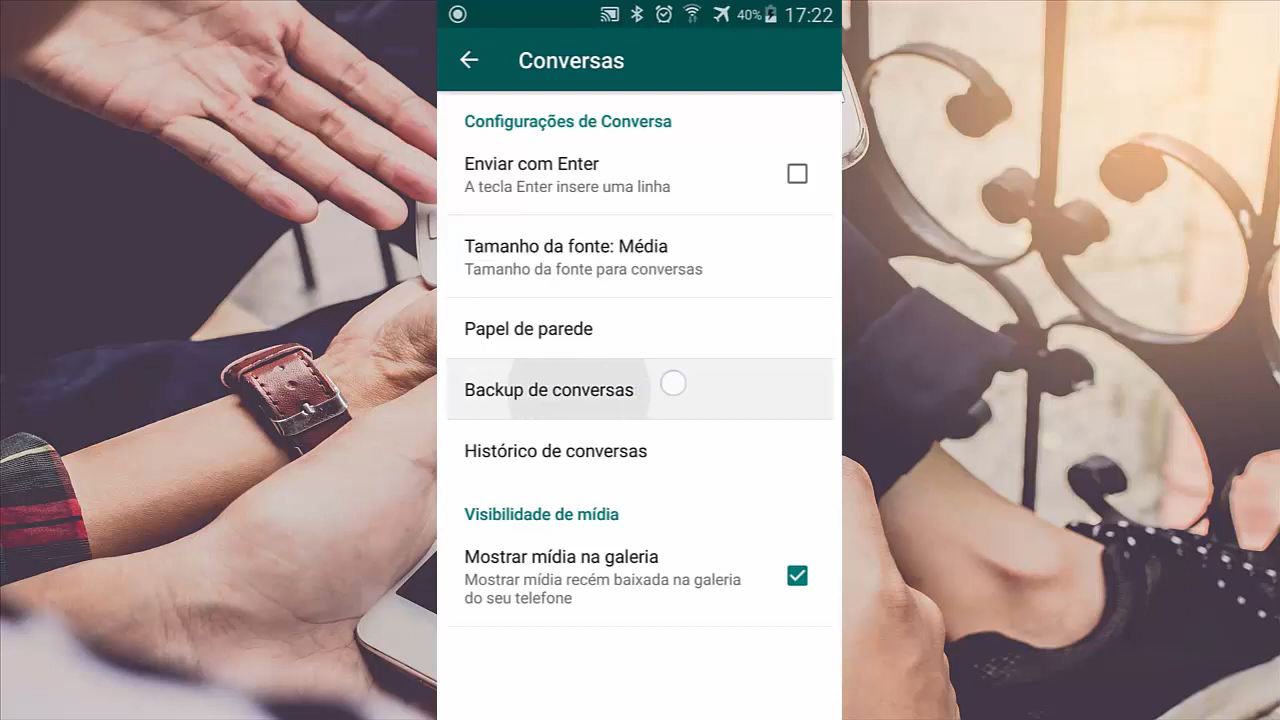 40% 17:22
Conversas
Configurações de Conversa
Enviar com Enter
A tecla Enter insere uma linha
Tamanho da fonte: Média
Tamanho da fonte para conversas
Papel de parede
Backup de conversas
Histórico de conversas
Visibilidade de mídia
Mostrar mídia na galeria
Mostrar mídia recém baixada na galeria
do seu telefone